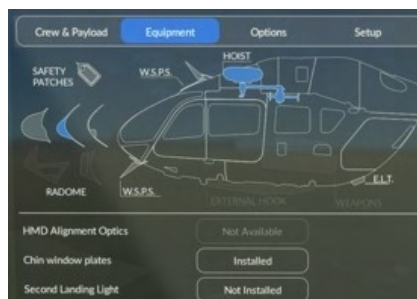 Crew & Payload Equipment Options Setup
HOIST
SAFETY PATCHES
W.S.P.S.
RADOME
W.S.P.S.
EXTERNAL HOOK
WEAPONS
E.L.T.
HMD Alignment Optics Not Available
Chin window plates Installed
Second Landing Light Not Installed